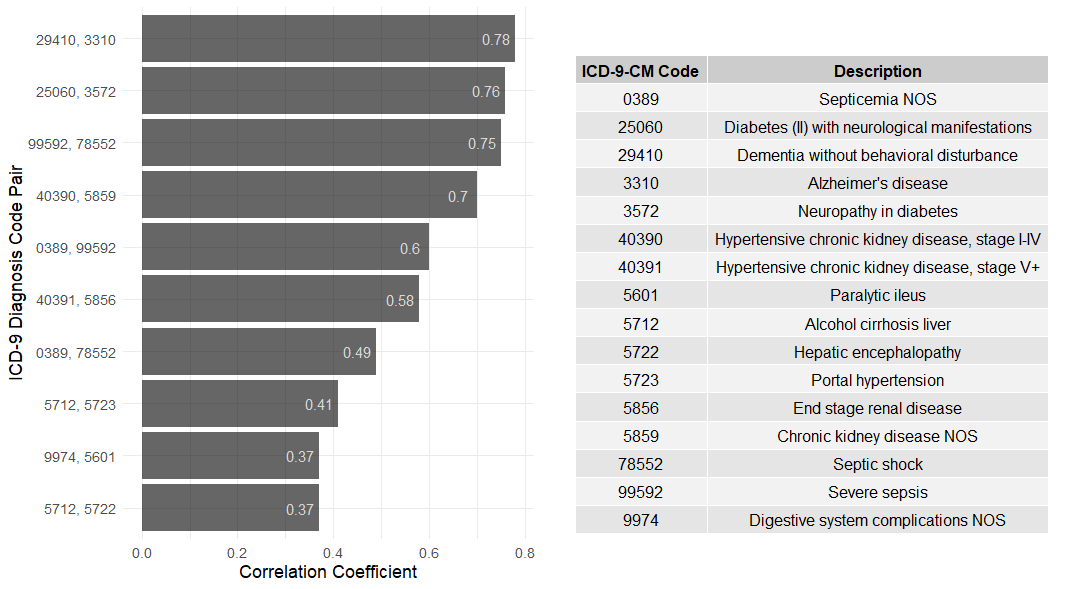 ICD-9 Diagnosis Code Pair
29410, 3310
0.78
25060, 3572
0.76
99592, 78552
0.75
40390, 5859
0.7
0389, 99592
0.6
40391, 5856
0.58
0389, 78552
0.49
5712, 5723
0.41
9974, 5601
0.37
5712, 5722
0.37
0.0 0.2 0.4 0.6 0.8
Correlation Coefficient
ICD-9-CM Code Description
0389 Septicemia NOS
25060 Diabetes (II) with neurological manifestations
29410 Dementia without behavioral disturbance
3310 Alzheimer's disease
3572 Neuropathy in diabetes
40390 Hypertensive chronic kidney disease, stage I-IV
40391 Hypertensive chronic kidney disease, stage V+
5601 Paralytic ileus
5712 Alcohol cirrhosis liver
5722 Hepatic encephalopathy
5723 Portal hypertension
5856 End stage renal disease
5859 Chronic kidney disease NOS
78552 Septic shock
99592 Severe sepsis
9974 Digestive system complications NOS